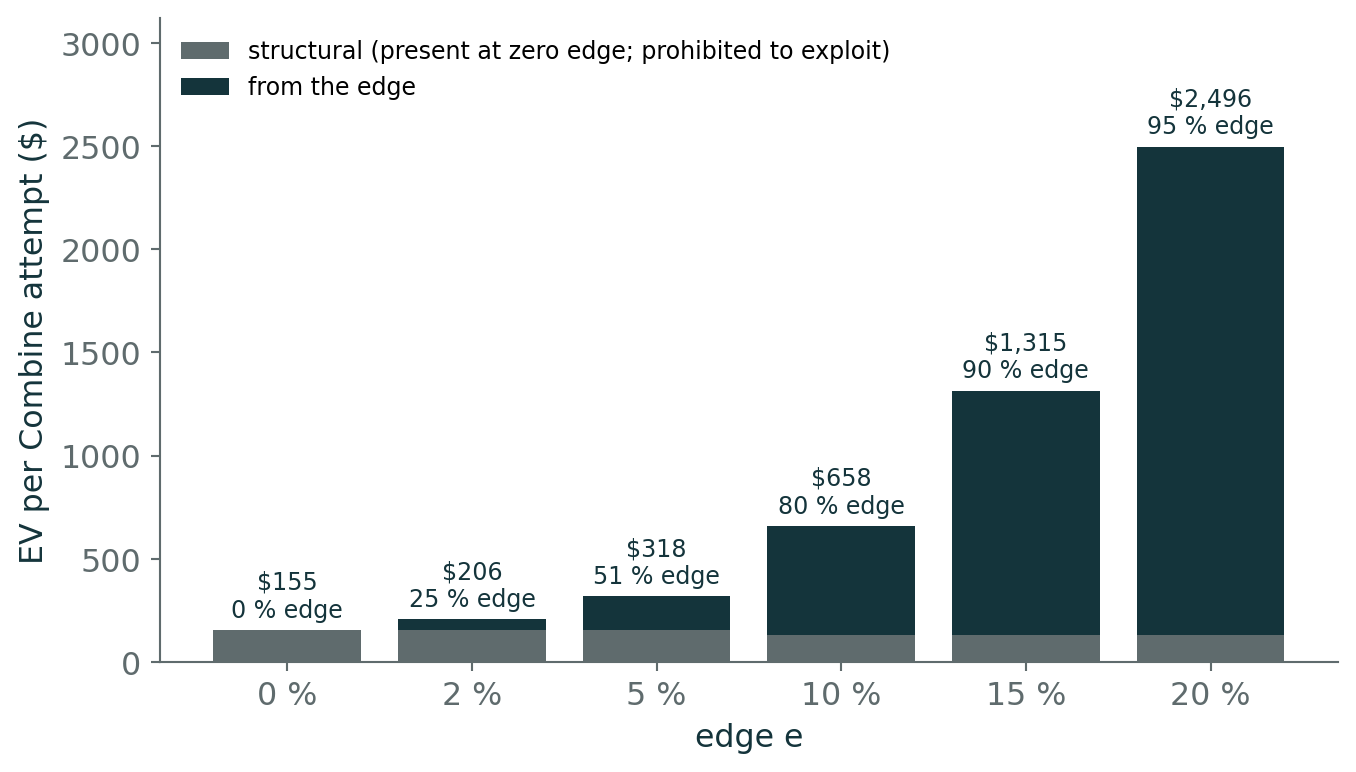 structural (present at zero edge; prohibited to exploit)
from the edge
EV per Combine attempt ($)
3000
2500
2000
1500
1000
500
0
$155
0 % edge
$206
25 % edge
$318
51 % edge
$658
80 % edge
$1,315
90 % edge
$2,496
95 % edge
0 %
2 %
5 %
10 %
15 %
20 %
edge e